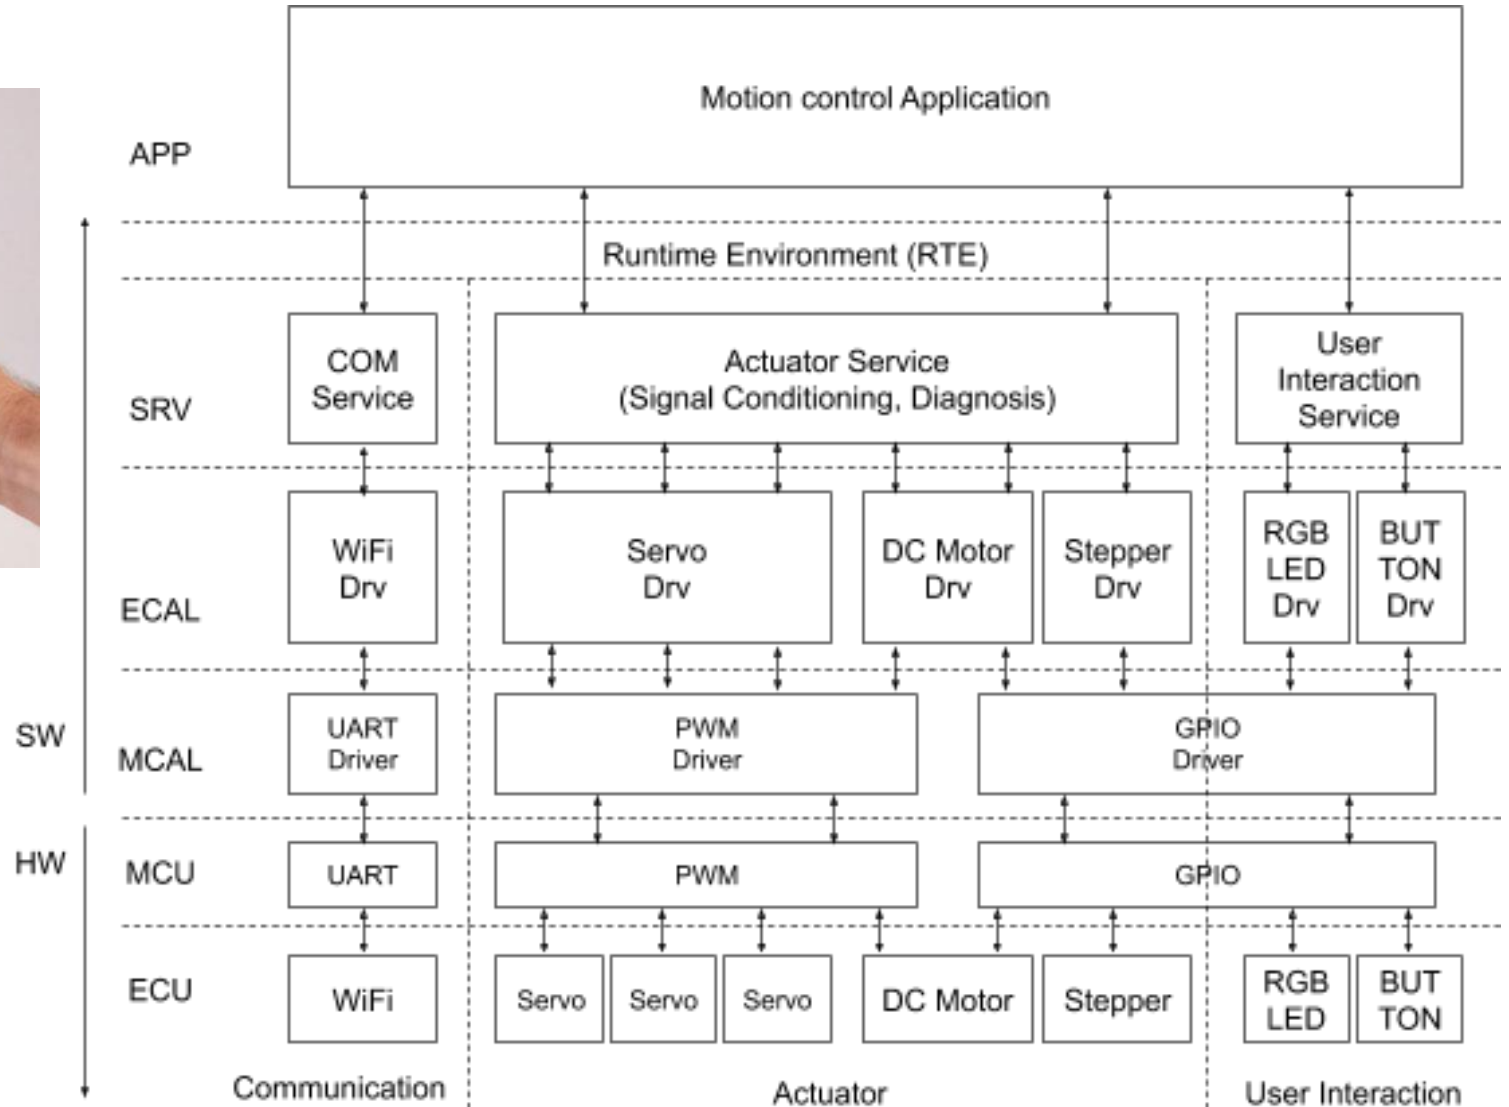 Motion control Application
APP
Runtime Environment (RTE)
SRV
COM
Service
Actuator Service
(Signal Conditioning, Diagnosis)
User
Interaction
Service
ECAL
WiFi
Drv
Servo
Drv
DC Motor
Drv
Stepper
Drv
RGB
LED
Drv
BUT
TON
Drv
SW
MCAL
UART
Driver
PWM
Driver
GPIO
Driver
HW
MCU
UART
PWM
GPIO
ECU
WiFi
Servo
Servo
Servo
DC Motor
Stepper
RGB
LED
BUT
TON
Communication
Actuator
User Interaction